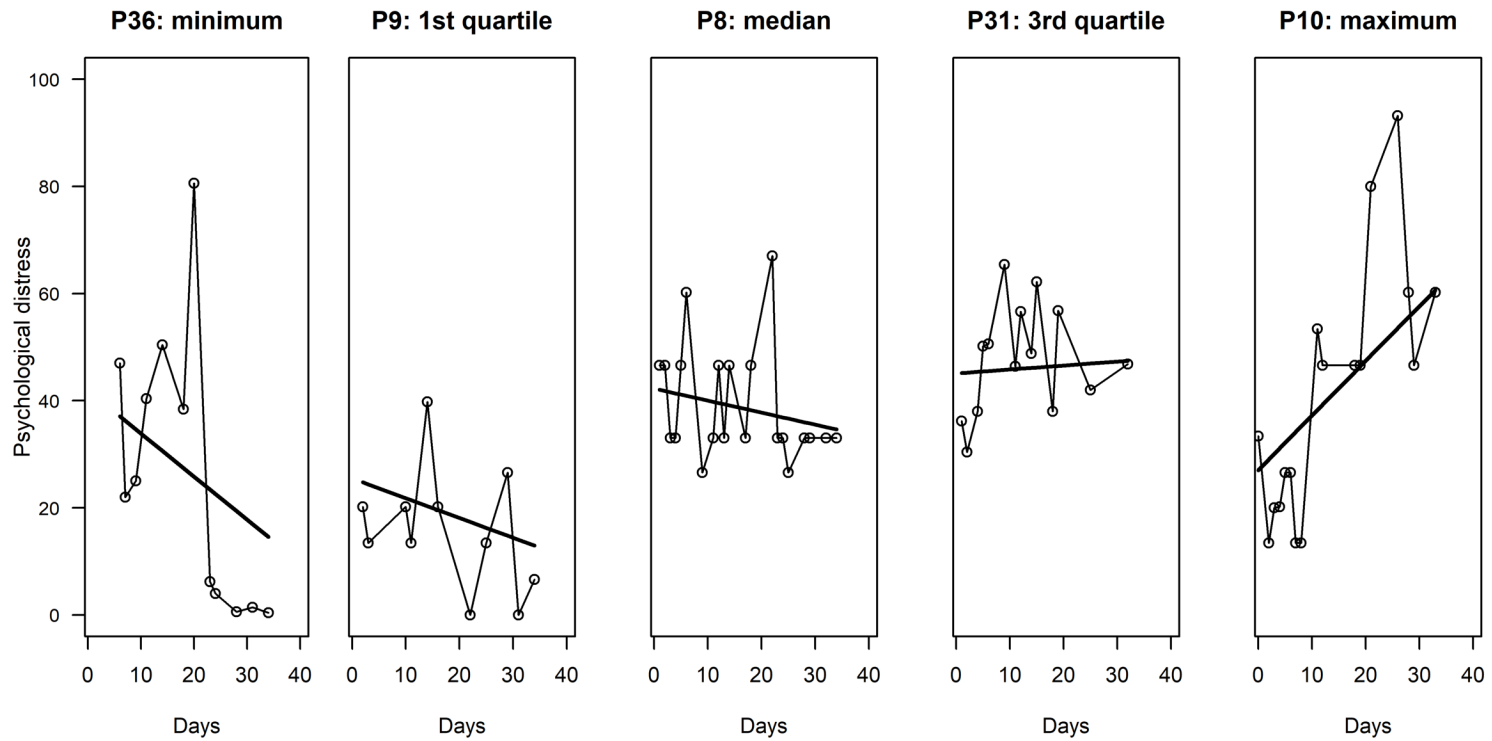 P36: minimum
P9: 1st quartile
P8: median
P31: 3rd quartile
P10: maximum
Psychological distress
100
80
60
40
20
0
0 10 20 30 40
0 10 20 30 40
0 10 20 30 40
0 10 20 30 40
0 10 20 30 40
Days
Days
Days
Days
Days